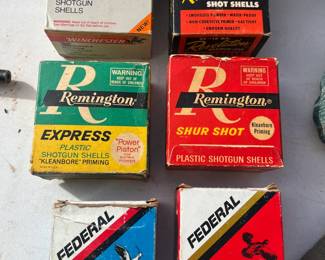 SHOTGUN
SHELLS
WINCHESTER
NEW
SHOT SHELLS
Remington
R
WARNING
KEEP OUT OF
REACH OF CHILDREN
Remington
EXPRESS
PLASTIC
SHOTGUN SHELLS
"KLEANBORE" PRIMING
"Power
Piston"
R
WARNING
KEEP OUT OF
REACH OF CHILDREN
Remington
SHUR SHOT
Kleanbore
Priming
PLASTIC SHOTGUN SHELLS
FEDERAL
FEDERAL